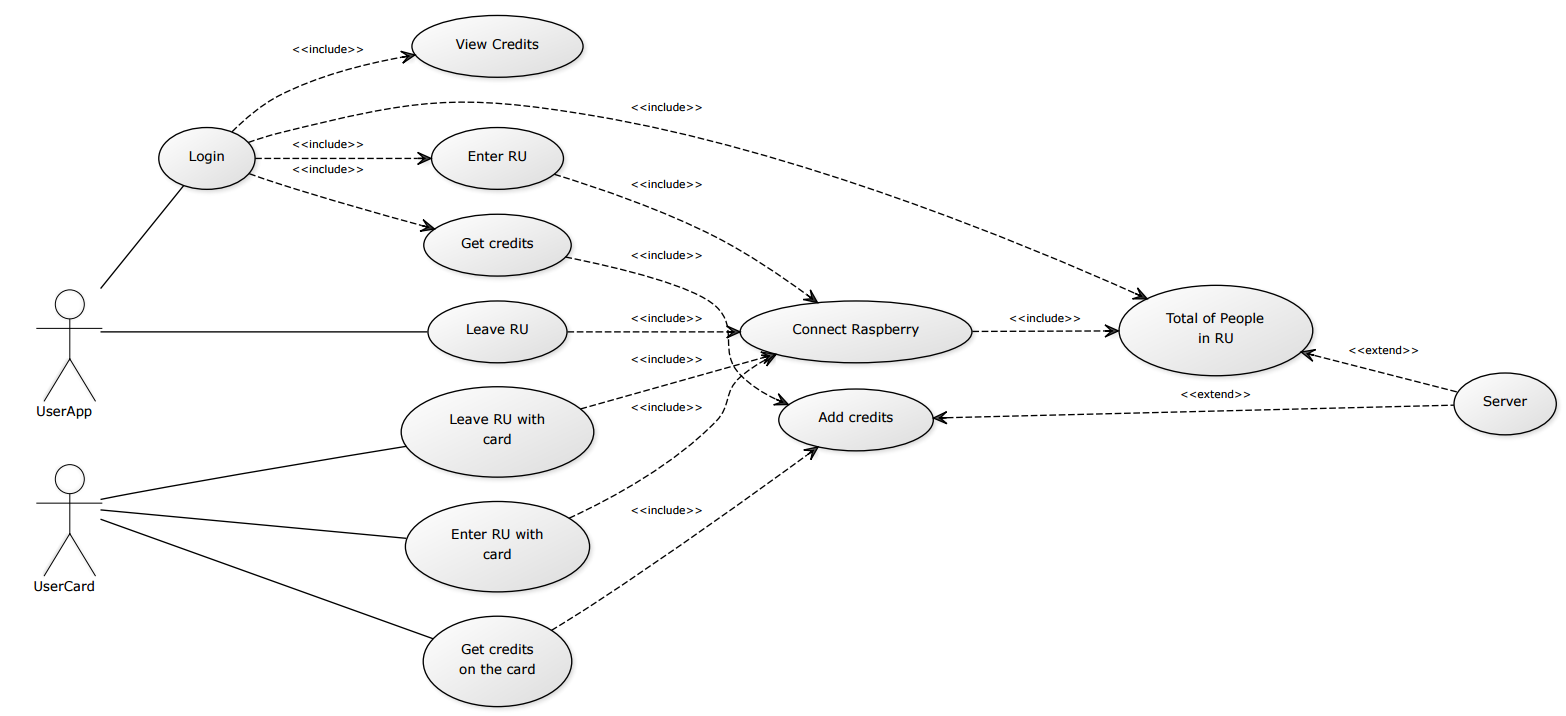 View Credits
<<include>>
<<include>>
Login
<<include>>
Enter RU
<<include>>
<<include>>
Get credits
<<include>>
UserApp
Leave RU
<<include>>
Connect Raspberry
<<include>>
Total of People
in RU
<<extend>>
<<include>>
Server
<<extend>>
<<include>>
Add credits
Leave RU with
card
UserCard
Enter RU with
card
<<include>>
Get credits
on the card